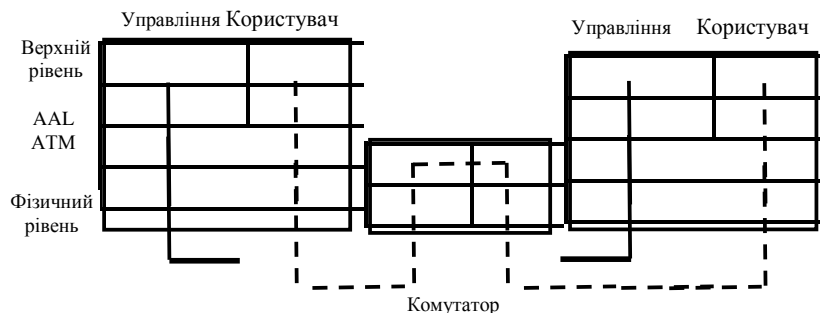 Управління Користувач
Верхній
рівень
AAL
ATM
Фізичний
рівень
Управління Користувач
Комутатор